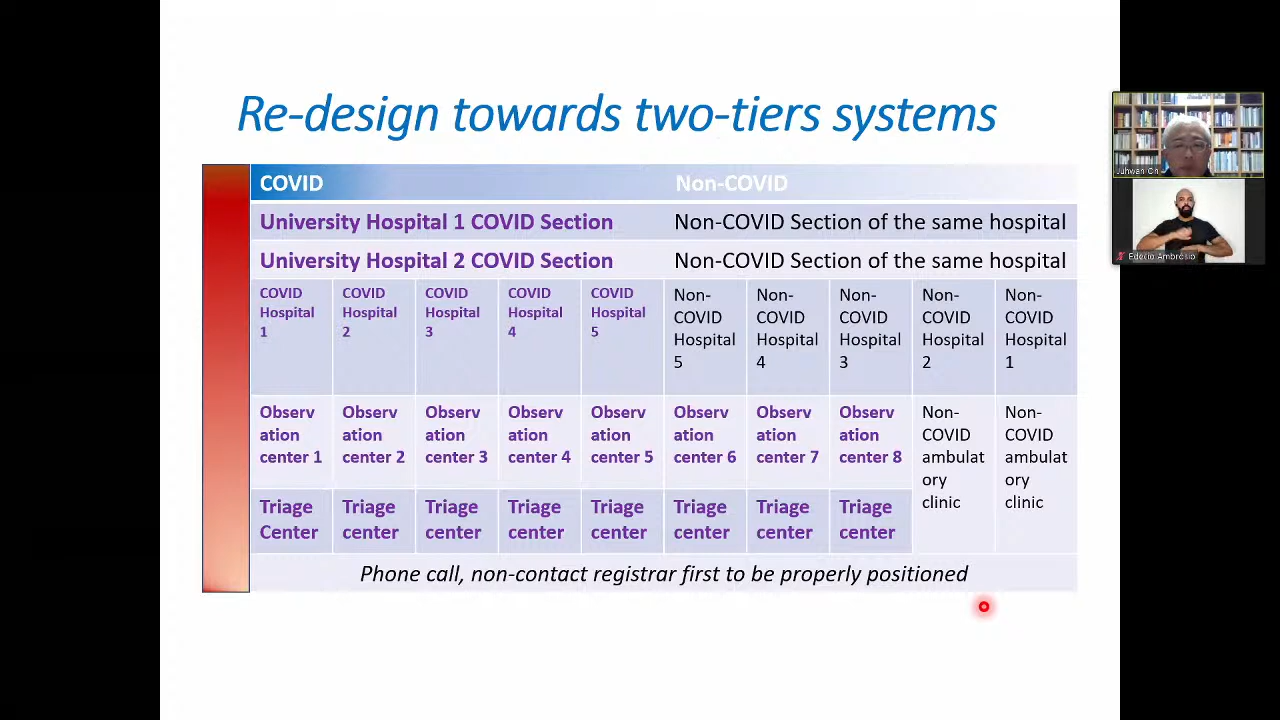 Re-design towards two-tiers systems
COVID
Non-COVID
University Hospital 1 COVID Section
Non-COVID Section of the same hospital
University Hospital 2 COVID Section
Non-COVID Section of the same hospital
COVID
Hospital
1
COVID
Hospital
2
COVID
Hospital
3
COVID
Hospital
4
COVID
Hospital
5
Non-
COVID
Hospital
5
Non-
COVID
Hospital
4
Non-
COVID
Hospital
3
Non-
COVID
Hospital
2
Non-
COVID
Hospital
1
Observ
ation
center 1
Observ
ation
center 2
Observ
ation
center 3
Observ
ation
center 4
Observ
ation
center 5
Observ
ation
center 6
Observ
ation
center 7
Observ
ation
center 8
Non-
COVID
ambulat
ory
clinic
Non-
COVID
ambulat
ory
clinic
Triage
Center
Triage
center
Triage
center
Triage
center
Triage
center
Triage
center
Triage
center
Triage
center
Phone call, non-contact registrar first to be properly positioned
Juhwan Oh
Edécio Ambrósio